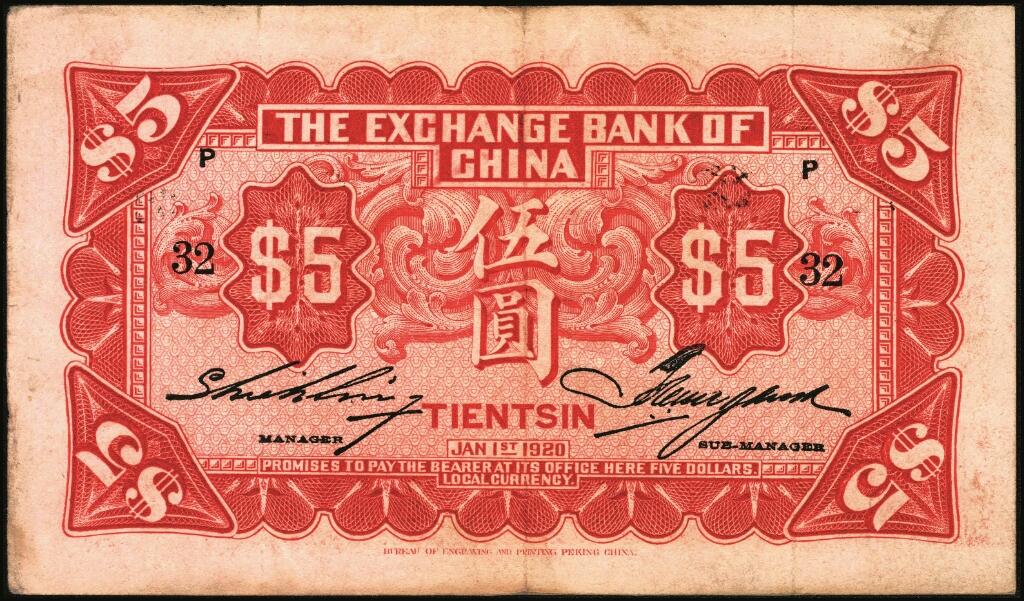 $5 $5
THE EXCHANGE BANK OF
CHINA
P P
32 $5 伍圓 $5 32
TIENTSIN
MANAGER SUB-MANAGER
JAN 1ST 1920
PROMISES TO PAY THE BEARER AT ITS OFFICE HERE FIVE DOLLARS.
LOCAL CURRENCY.
$5 $5
BUREAU OF ENGRAVING AND PRINTING PEKING CHINA.